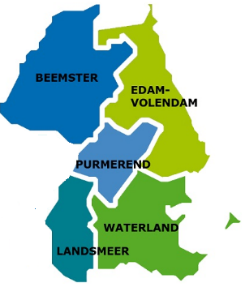 BEEMSTER
EDAM-
VOLENDAM
PURMEREND
WATERLAND
LANDSMEER